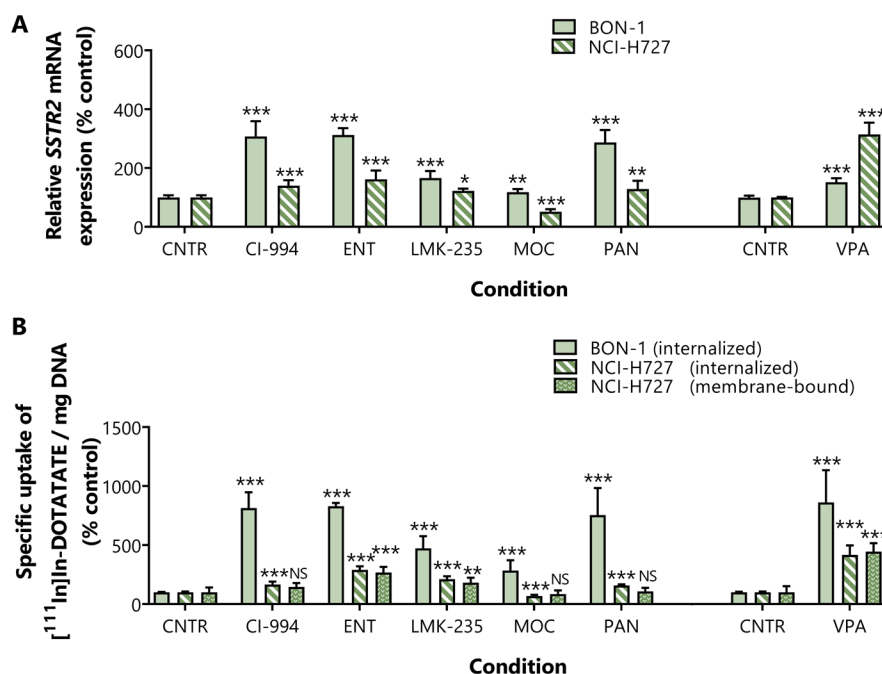 A
BON-1
NCI-H727
Relative SSTR2 mRNA
expression (% control)
600
400
200
0
*** *** *** *** *** * ** *** *** ** *** ***
CNTR CI-994 ENT LMK-235 MOC PAN CNTR VPA
Condition
B
BON-1 (internalized)
NCI-H727 (internalized)
NCI-H727 (membrane-bound)
Specific uptake of
[111In]In-DOTATATE / mg DNA
(% control)
1500
1000
500
0
*** *** NS *** *** *** *** *** ** *** *** NS *** *** NS *** *** ***
CNTR CI-994 ENT LMK-235 MOC PAN CNTR VPA
Condition